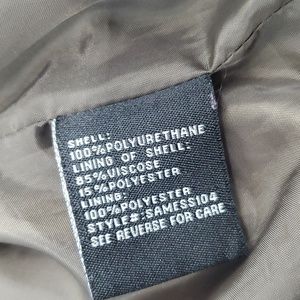 SHELL:
100%POLYURETHANE
LINING OF SHELL:
85%VISCOSE
15%POLYESTER
LINING:
100%POLYESTER
STYLE#:SAMESS104
SEE REVERSE FOR CARE